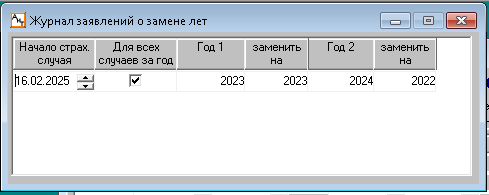 Журнал заявлений о замене лет
Начало страх. случая
Для всех случаев за год
Год 1
заменить на
Год 2
заменить на
16.02.2025 2023 2023 2024 2022